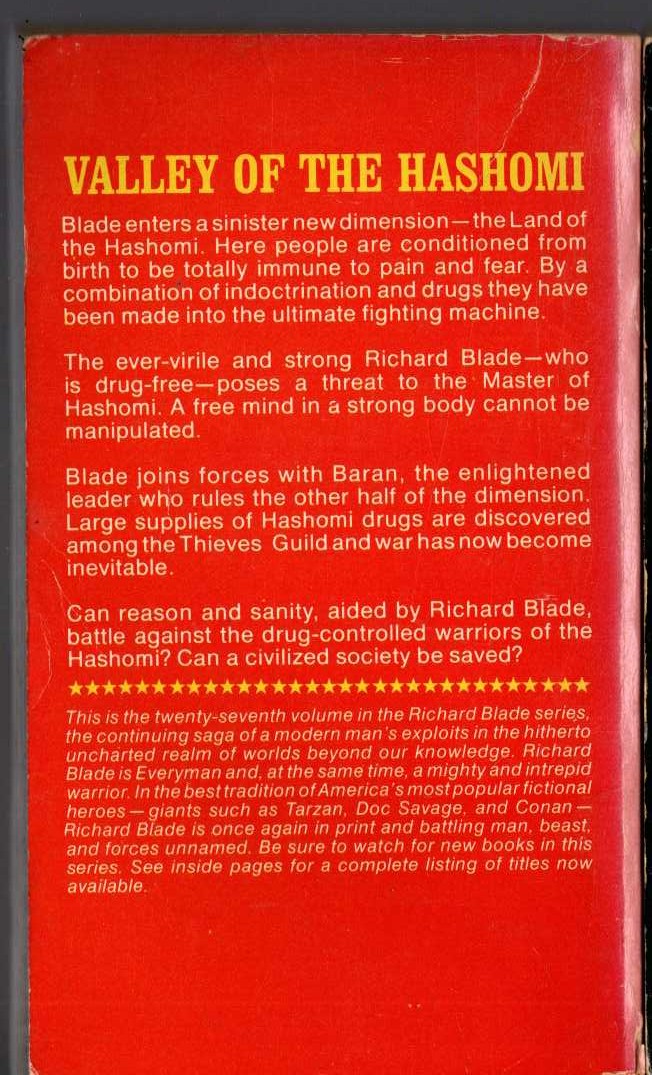 VALLEY OF THE HASHOMI
Blade enters a sinister new dimension—the Land of
the Hashomi. Here people are conditioned from
birth to be totally immune to pain and fear. By a
combination of indoctrination and drugs they have
been made into the ultimate fighting machine.
The ever-virile and strong Richard Blade—who
is drug-free—poses a threat to the Master of
Hashomi. A free mind in a strong body cannot be
manipulated.
Blade joins forces with Baran, the enlightened
leader who rules the other half of the dimension.
Large supplies of Hashomi drugs are discovered
among the Thieves Guild and war has now become
inevitable.
Can reason and sanity, aided by Richard Blade,
battle against the drug-controlled warriors of the
Hashomi? Can a civilized society be saved?
This is the twenty-seventh volume in the Richard Blade series,
the continuing saga of a modern man's exploits in the hitherto
uncharted realm of worlds beyond our knowledge. Richard
Blade is Everyman and, at the same time, a mighty and intrepid
warrior. In the best tradition of America's most popular fictional
heroes—giants such as Tarzan, Doc Savage, and Conan—
Richard Blade is once again in print and battling man, beast,
and forces unnamed. Be sure to watch for new books in this
series. See inside pages for a complete listing of titles now
available.